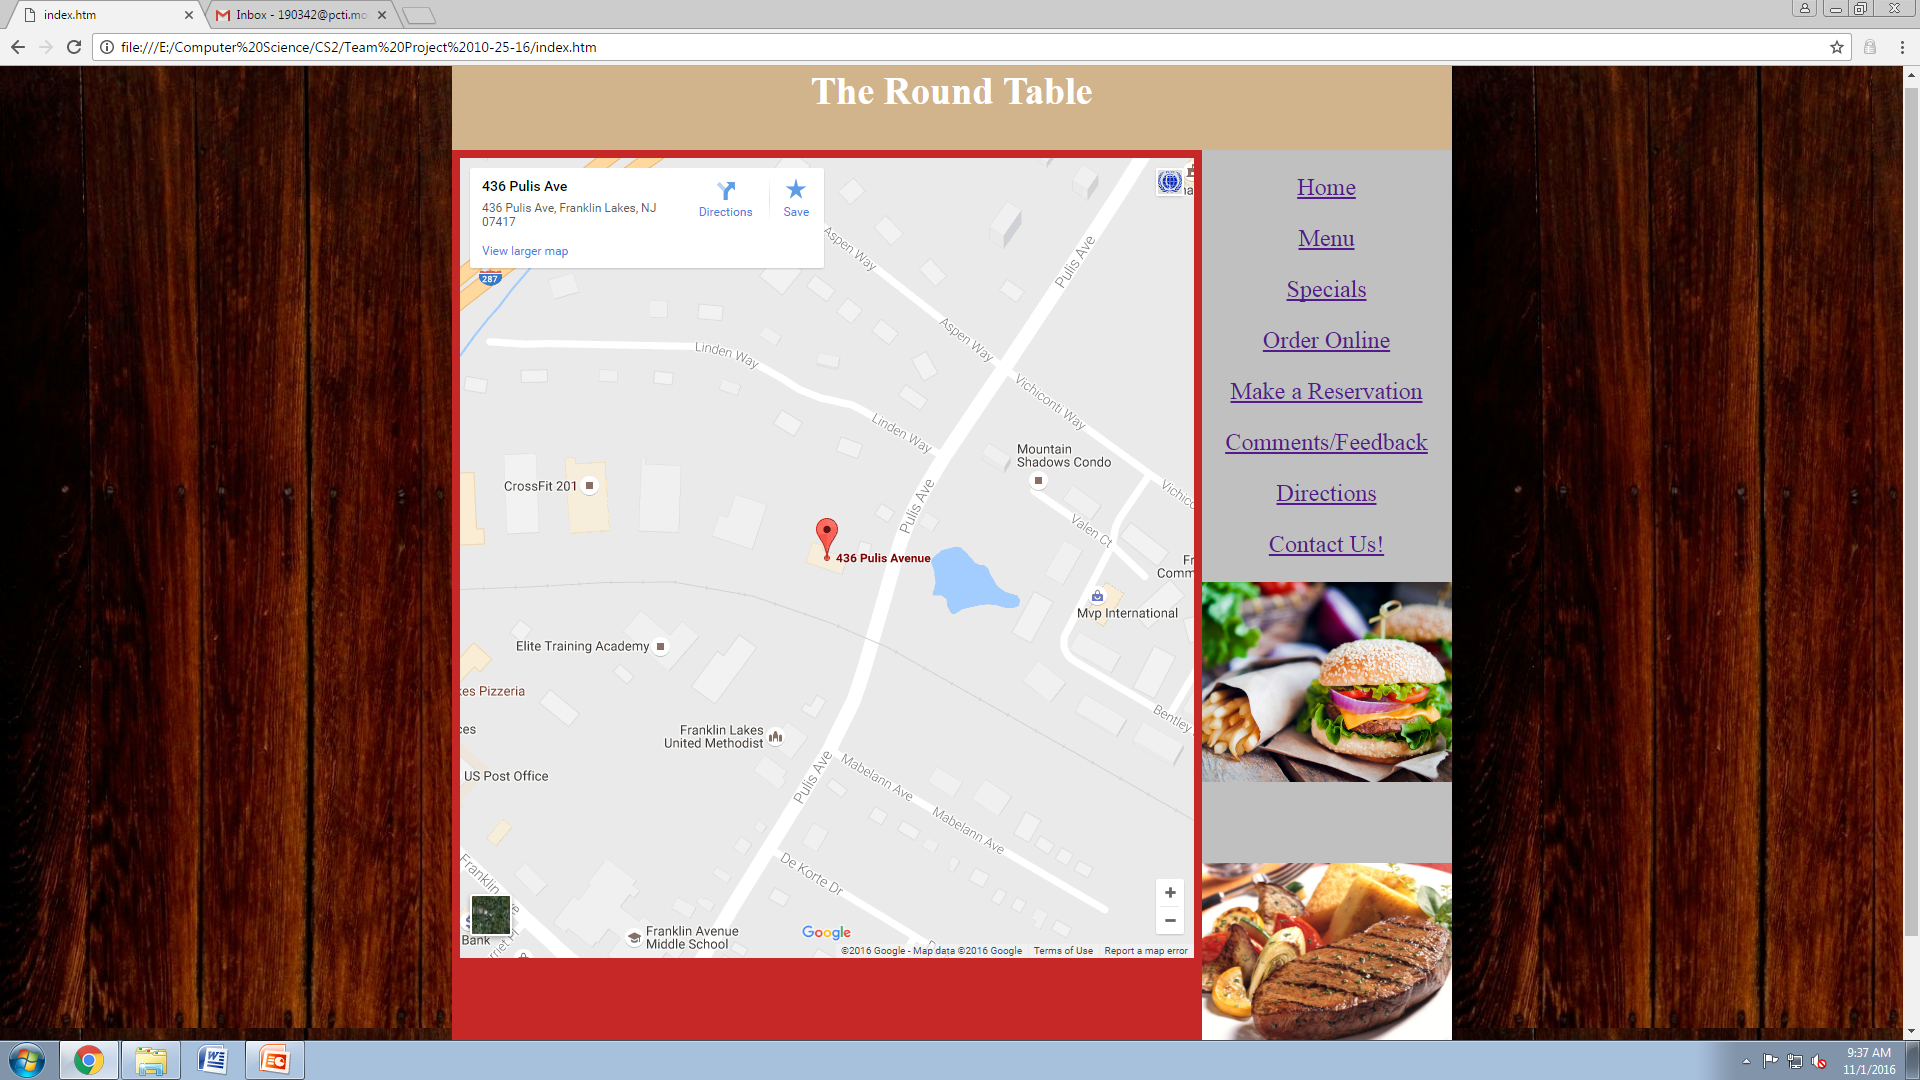 index.htm
Inbox - 190342@pcti.mo
file:///E:/Computer%20Science/CS2/Team%20Project%2010-25-16/index.htm
The Round Table
436 Pulis Ave
436 Pulis Ave, Franklin Lakes, NJ
07417
View larger map
Directions
Save
287
Aspen Way
Pulis Ave
Aspen Way
Linden Way
Vichiconti Way
Linden Way
Mountain
Shadows Condo
CrossFit 201
Pulis Ave
Valen Ct
436 Pulis Avenue
Fr
Comm
Mvp International
Elite Training Academy
kes Pizzeria
Bentley
ces
Franklin Lakes
United Methodist
US Post Office
Pulis Ave
Mabelann Ave
Mabelann Ave
De Korte Dr
Franklin
Bank
Franklin Avenue
Middle School
Google
©2016 Google - Map data ©2016 Google
Terms of Use
Report a map error
Home
Menu
Specials
Order Online
Make a Reservation
Comments/Feedback
Directions
Contact Us!
9:37 AM
11/1/2016